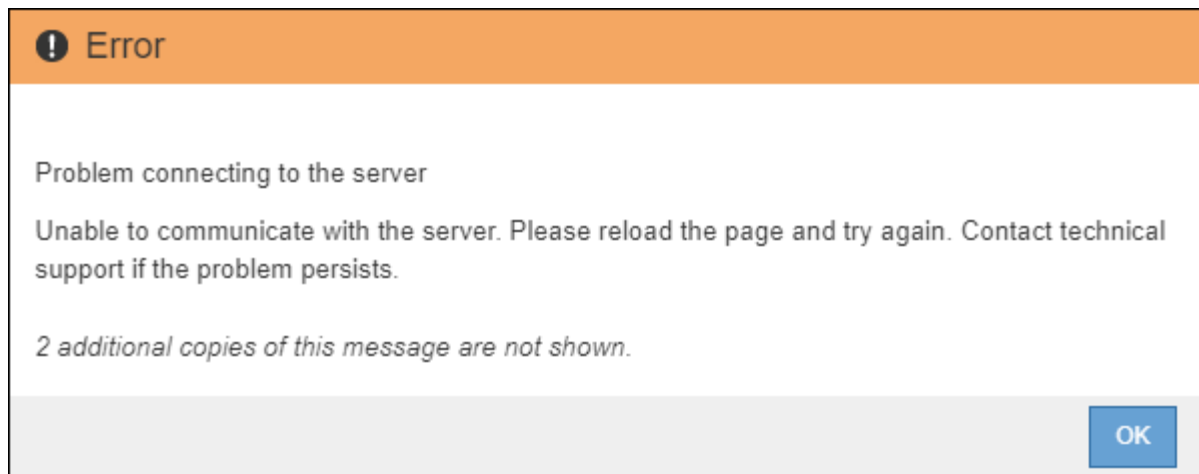 Error
Problem connecting to the server
Unable to communicate with the server. Please reload the page and try again. Contact technical
support if the problem persists.
2 additional copies of this message are not shown.
OK